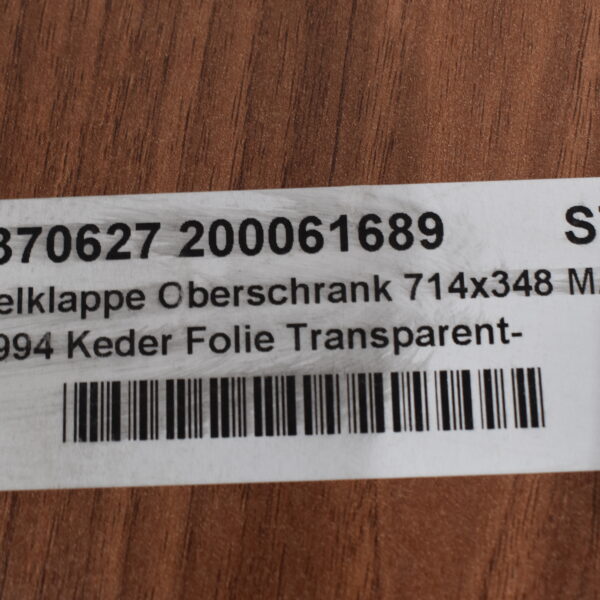 370627 200061689 S
elklappe Oberschrank 714x348 M
994 Keder Folie Transparent-